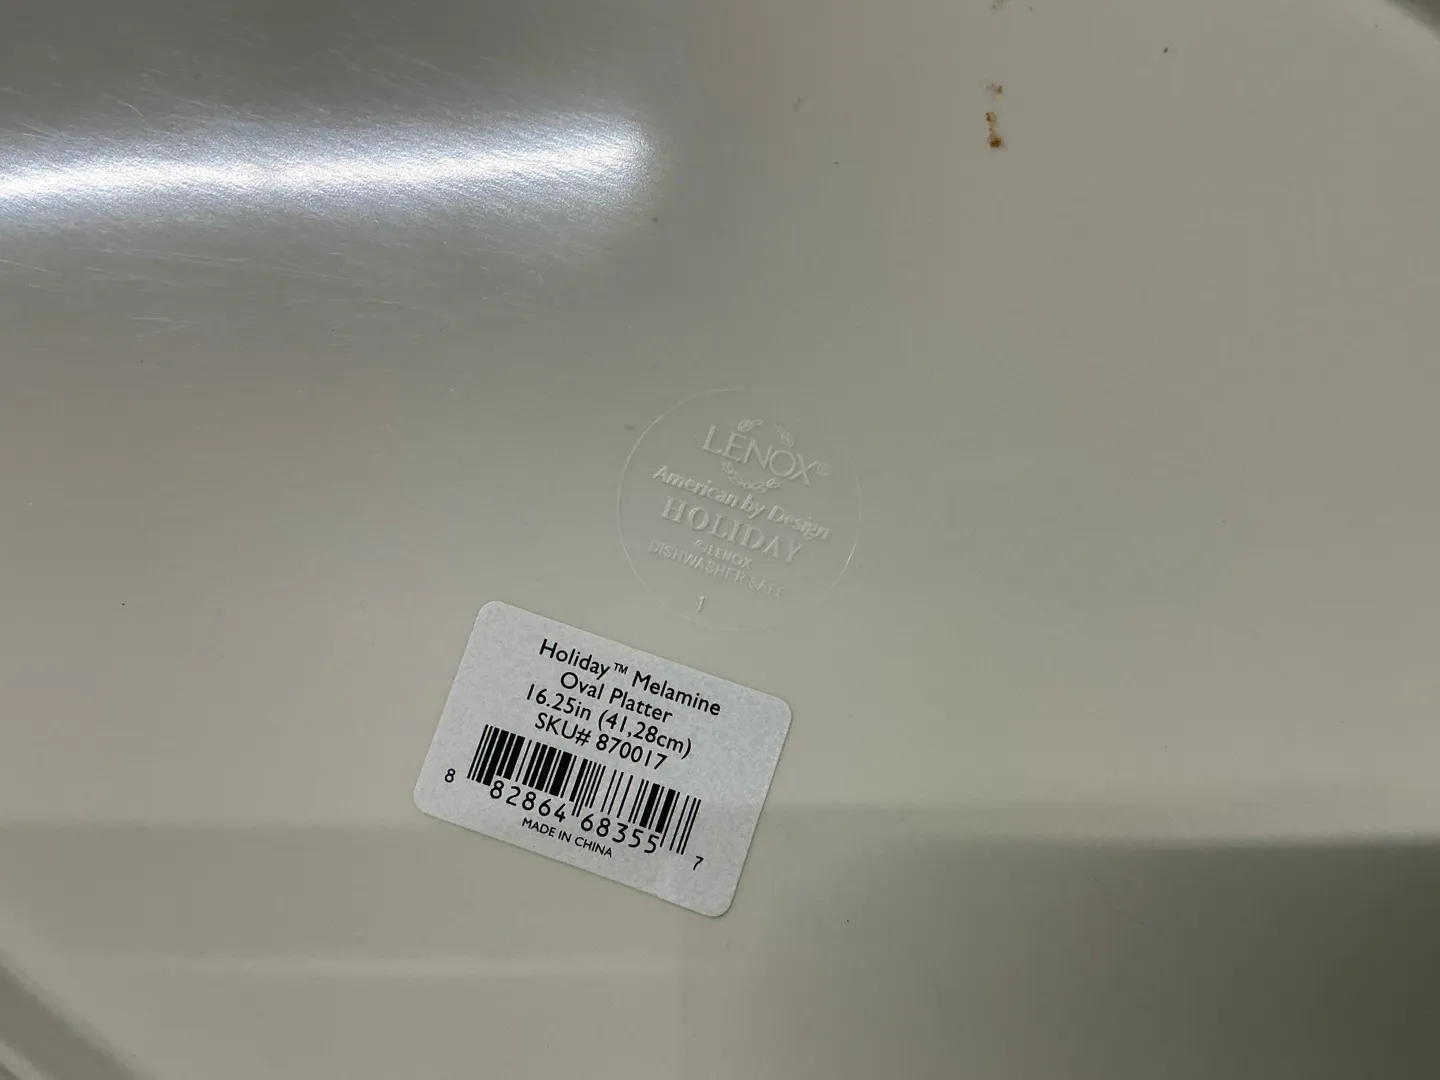 LENOX®
American by Design
HOLIDAY
©LENOX
DISHWASHER SAFE
1
Holiday™ Melamine
Oval Platter
16.25in (41,28cm)
SKU# 870017
8 82864 68355 7
MADE IN CHINA